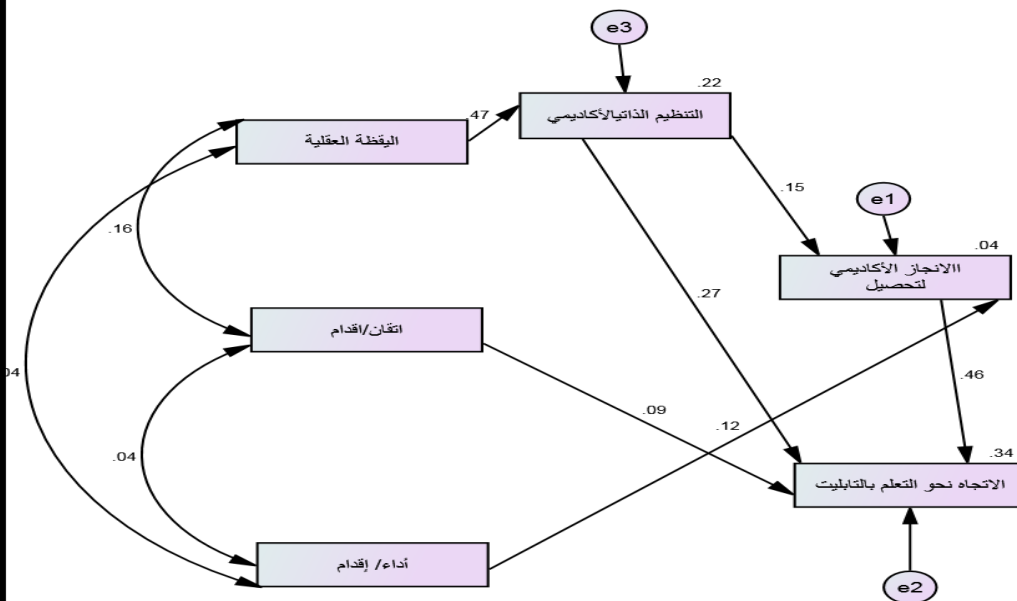 e3
.22
التنظيم الذاتيالأكاديمي
.47
اليقظة العقلية
.15
e1
.04
االانجاز الأكاديمي
لتحصيل
.16
.27
اتقان/اقدام
.46
.09
.12
.04
.34
الاتجاه نحو التعلم بالتابليت
.04
أداء/ إقدام
e2